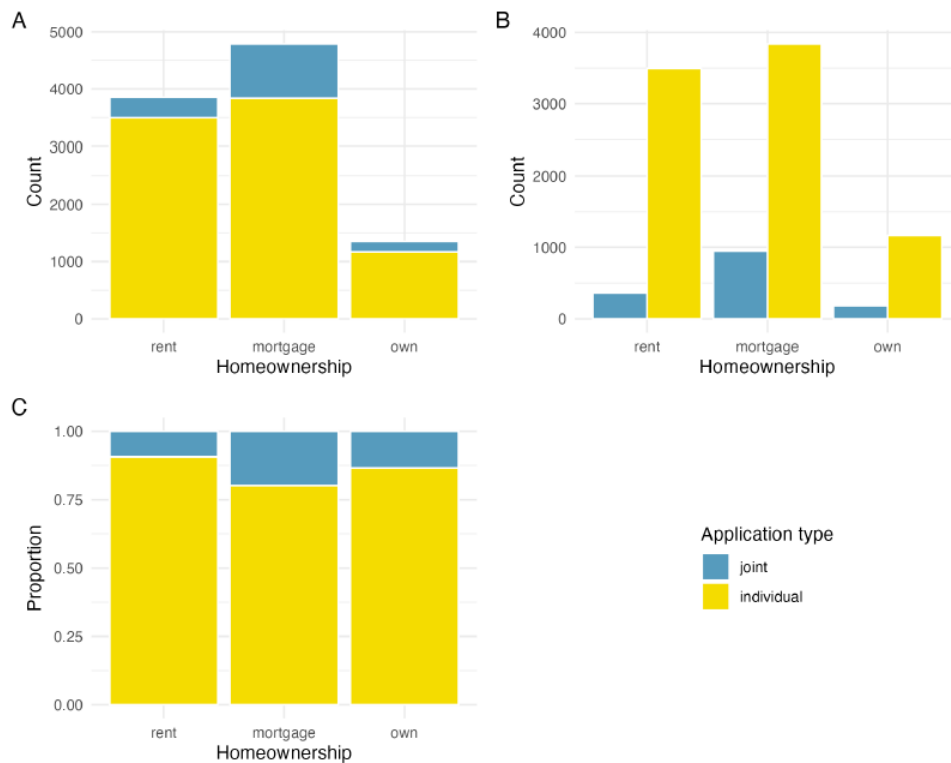 A
5000
4000
3000
2000
1000
0
Count
rent mortgage own
Homeownership
B
4000
3000
2000
1000
0
Count
rent mortgage own
Homeownership
C
1.00
0.75
0.50
0.25
0.00
Proportion
rent mortgage own
Homeownership
Application type
joint
individual